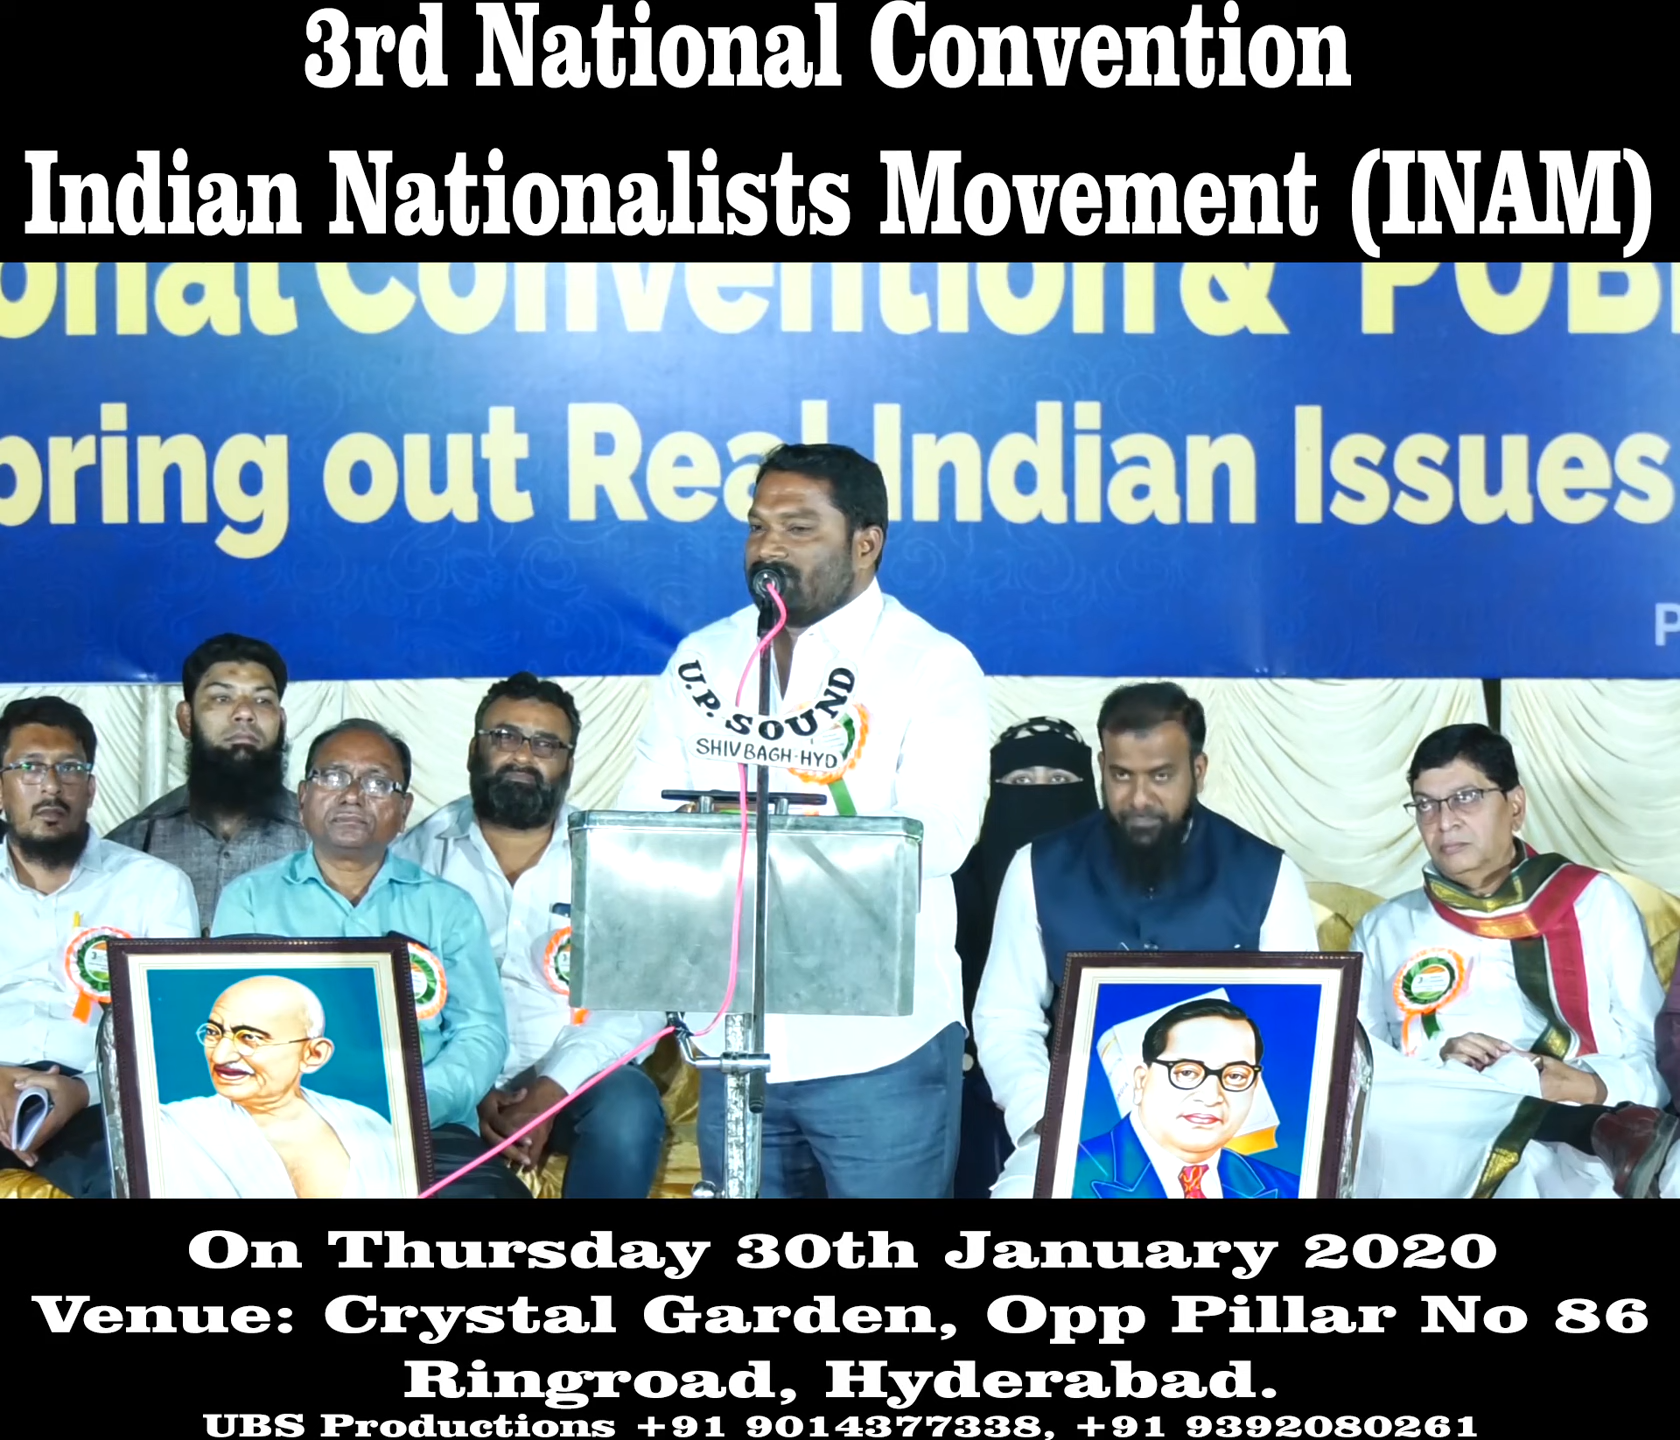 3rd National Convention
Indian Nationalists Movement (INAM)
onal Convention & PUB
bring out Real Indian Issues
P
U.P. SOUND
SHIV BAGH-HYD
On Thursday 30th January 2020
Venue: Crystal Garden, Opp Pillar No 86
Ringroad, Hyderabad.
UBS Productions +91 9014377338, +91 9392080261